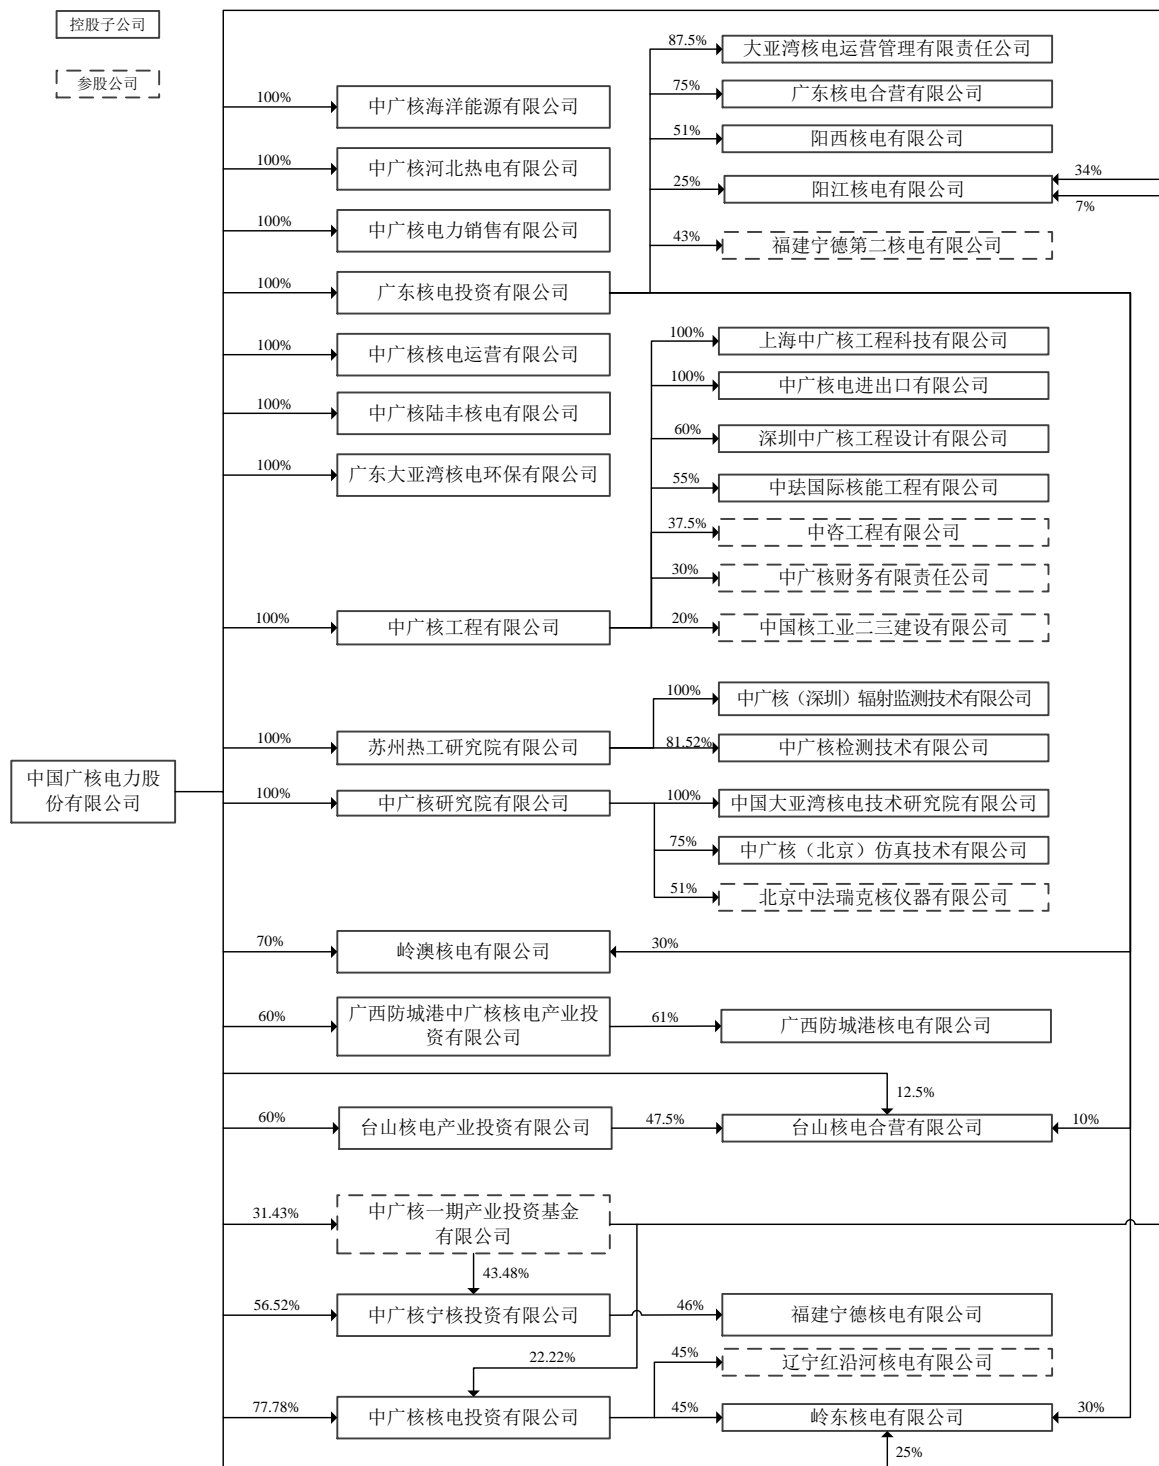 控股子公司
参股公司
87.5%
大亚湾核电运营管理有限责任公司
75%
广东核电合营有限公司
100%
中广核海洋能源有限公司
51%
阳西核电有限公司
100%
中广核河北热电有限公司
25%
阳江核电有限公司
34%
7%
100%
中广核电力销售有限公司
43%
福建宁德第二核电有限公司
100%
广东核电投资有限公司
100%
中广核核电运营有限公司
100%
上海中广核工程科技有限公司
100%
中广核电进出口有限公司
100%
中广核陆丰核电有限公司
60%
深圳中广核工程设计有限公司
100%
广东大亚湾核电环保有限公司
55%
中珐国际核能工程有限公司
37.5%
中咨工程有限公司
30%
中广核财务有限责任公司
100%
中广核工程有限公司
20%
中国核工业二三建设有限公司
100%
中广核（深圳）辐射监测技术有限公司
100%
苏州热工研究院有限公司
81.52%
中广核检测技术有限公司
中国广核电力股
份有限公司
100%
中广核研究院有限公司
100%
中国大亚湾核电技术研究院有限公司
75%
中广核（北京）仿真技术有限公司
51%
北京中法瑞克核仪器有限公司
70%
岭澳核电有限公司
30%
60%
广西防城港中广核核电产业投
资有限公司
61%
广西防城港核电有限公司
12.5%
60%
台山核电产业投资有限公司
47.5%
台山核电合营有限公司
10%
31.43%
中广核一期产业投资基金
有限公司
43.48%
56.52%
中广核宁核投资有限公司
46%
福建宁德核电有限公司
22.22%
45%
辽宁红沿河核电有限公司
77.78%
中广核核电投资有限公司
45%
岭东核电有限公司
30%
25%